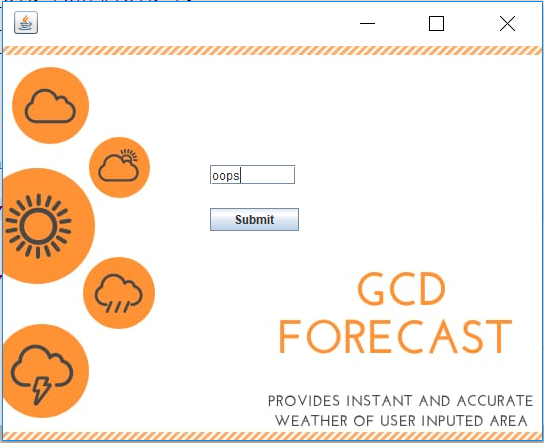 oops
Submit
GCD
FORECAST
PROVIDES INSTANT AND ACCURATE
WEATHER OF USER INPUTED AREA